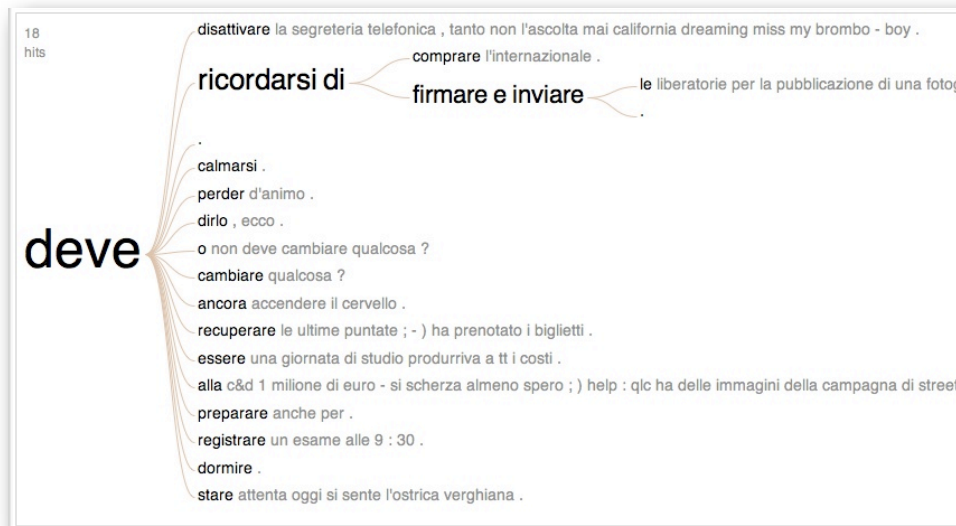 18
hits
disattivare la segreteria telefonica , tanto non l'ascolta mai california dreaming miss my brombo - boy .
ricordarsi di
comprare l'internazionale .
firmare e inviare
le liberatorie per la pubblicazione di una
.
.
calmarsi .
perder d'animo .
dirlo , ecco .
deve
o non deve cambiare qualcosa ?
cambiare qualcosa ?
ancora accendere il cervello .
recuperare le ultime puntate ; - ) ha prenotato i biglietti .
essere una giornata di studio produrriva a tt i costi .
alla c&d 1 milione di euro - si scherza almeno spero ; ) help : qlc ha delle immagini della campagna di street
preparare anche per .
registrare un esame alle 9 : 30 .
dormire .
stare attenta oggi si sente l'ostrica verghiana .